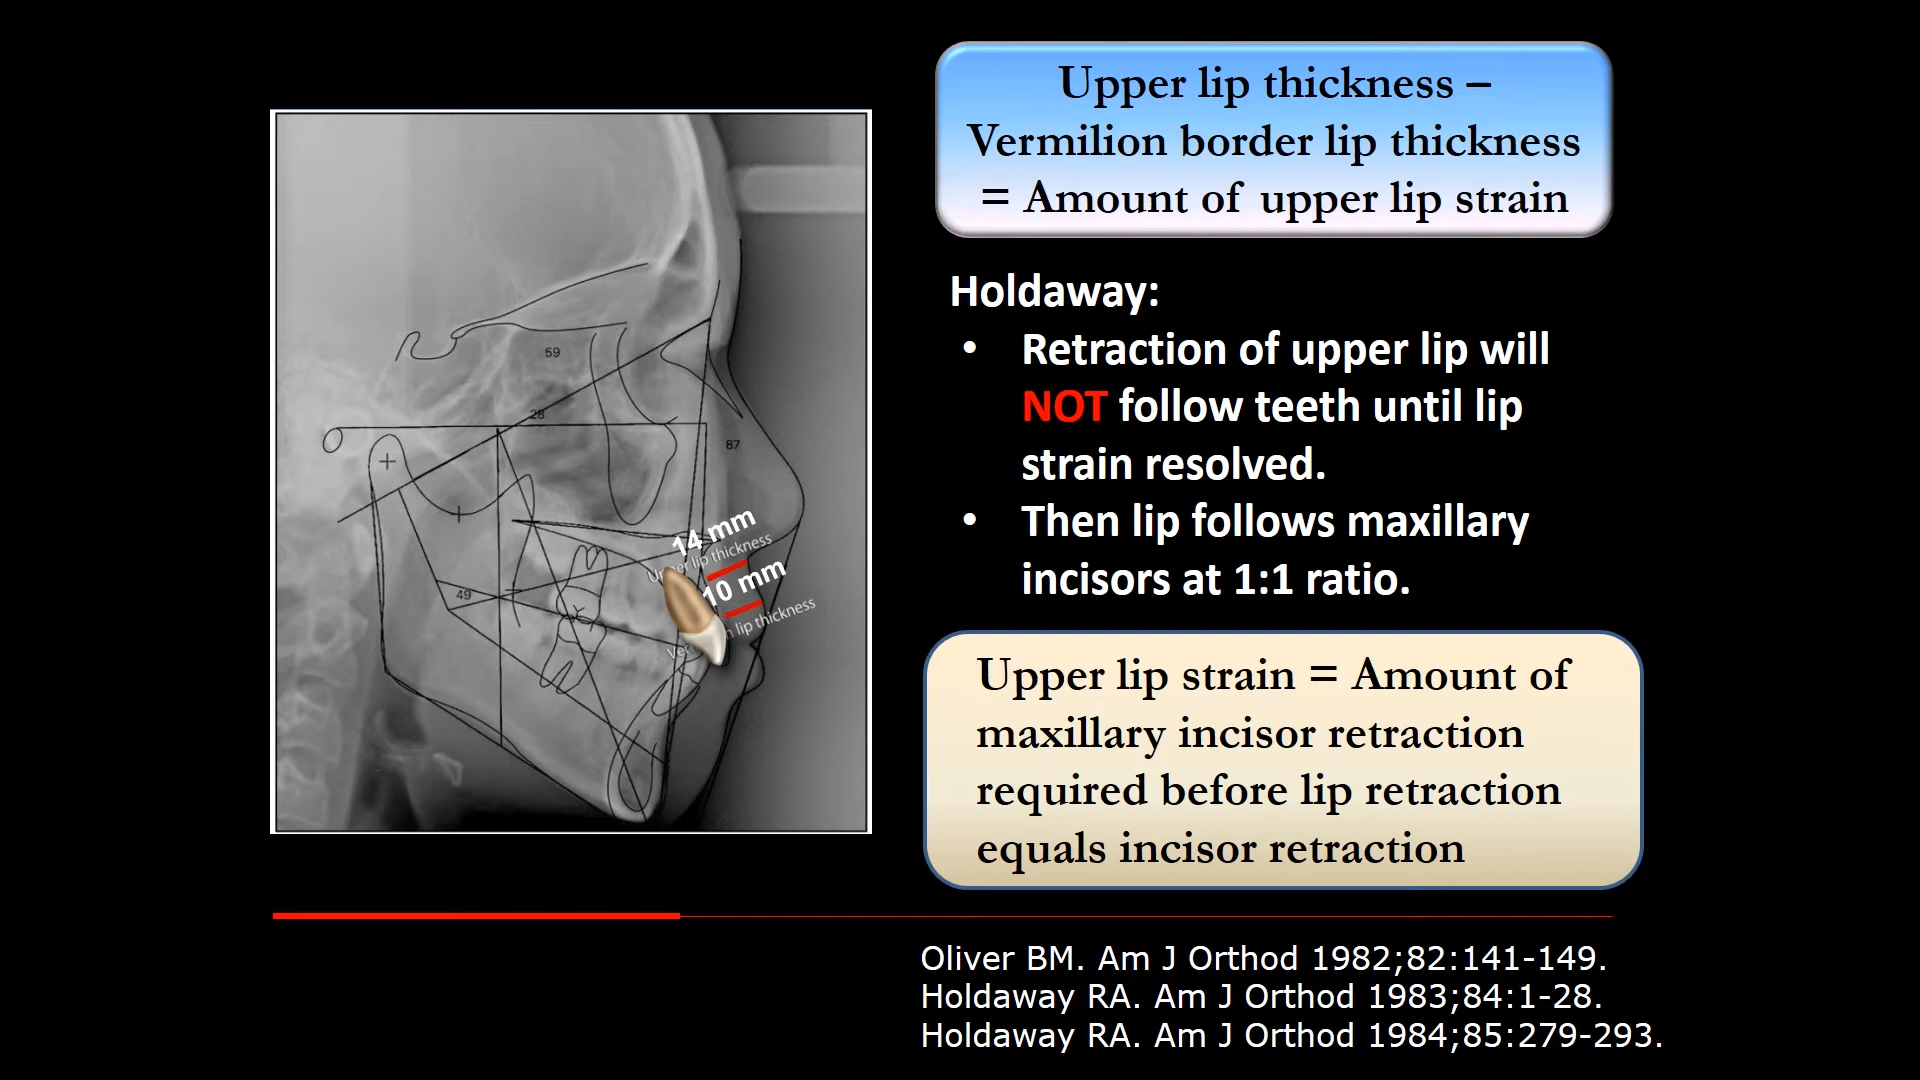 Upper lip thickness –
Vermilion border lip thickness
= Amount of upper lip strain
Holdaway:
• Retraction of upper lip will
NOT follow teeth until lip
strain resolved.
• Then lip follows maxillary
incisors at 1:1 ratio.
Upper lip strain = Amount of
maxillary incisor retraction
required before lip retraction
equals incisor retraction
59
28
87
14 mm
lip thickness
10 mm
lip thickness
49
Oliver BM. Am J Orthod 1982;82:141-149.
Holdaway RA. Am J Orthod 1983;84:1-28.
Holdaway RA. Am J Orthod 1984;85:279-293.